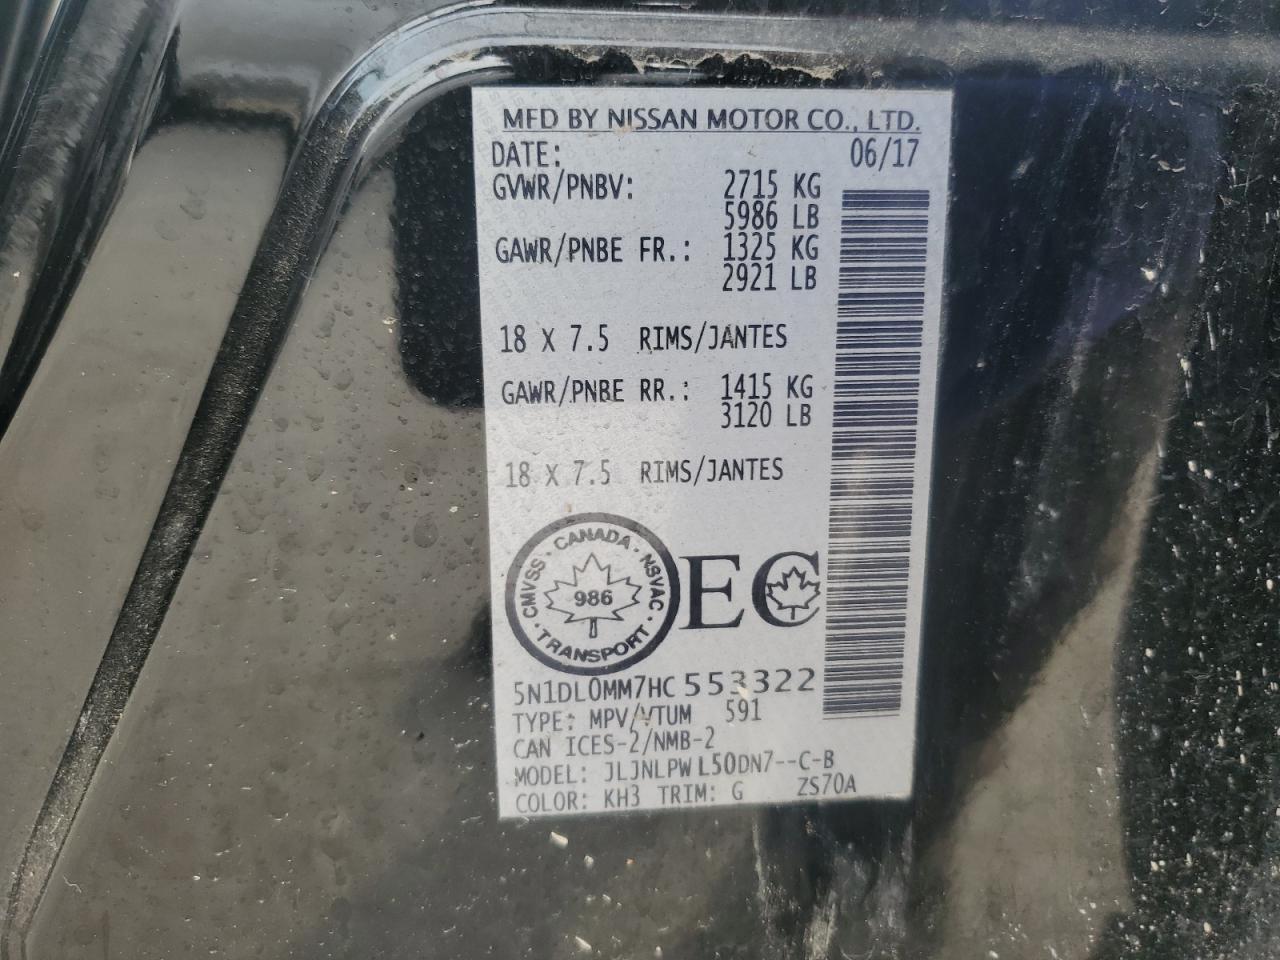 MFD BY NISSAN MOTOR CO., LTD.
DATE: 06/17
GVWR/PNBV: 2715 KG
5986 LB
GAWR/PNBE FR.: 1325 KG
2921 LB
18 X 7.5 RIMS/JANTES
GAWR/PNBE RR.: 1415 KG
3120 LB
18 X 7.5 RIMS/JANTES
CMVSS · CANADA · NSVAC · TRANSPORT ·
986
EC
5N1DL0MM7HC553322
TYPE: MPV/VTUM 591
CAN ICES-2/NMB-2
MODEL: JLJNLPW L50DN7--C-B
COLOR: KH3 TRIM: G ZS70A